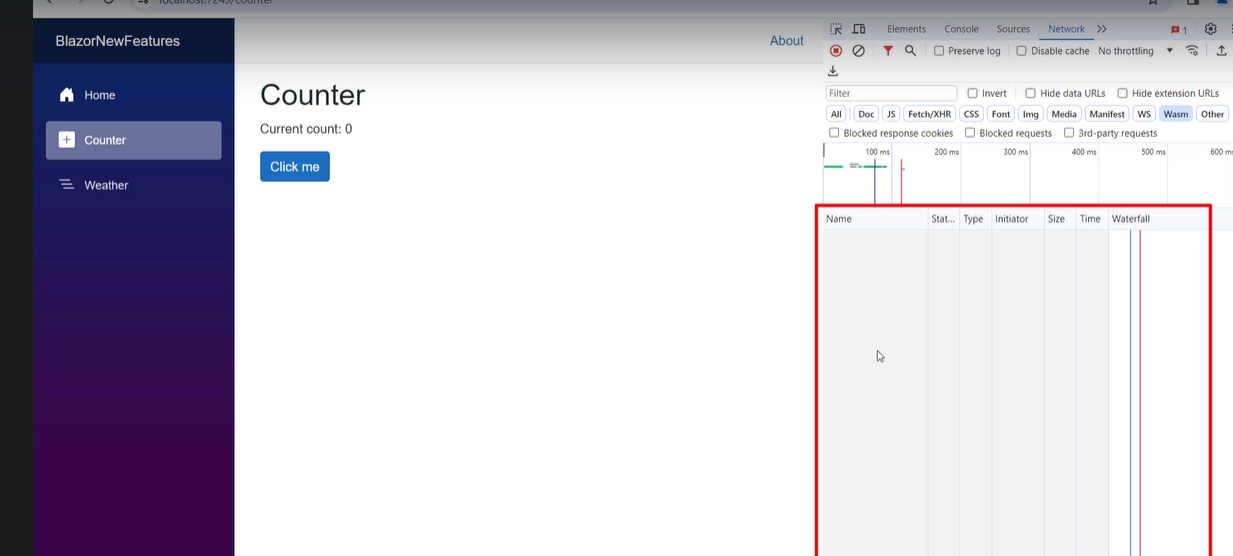 localhost:7245/counter
BlazorNewFeatures
Home
Counter
Weather
About
Counter
Current count: 0
Click me
Elements Console Sources Network
1
Preserve log Disable cache No throttling
Filter Invert Hide data URLs Hide extension URLs
All Doc JS Fetch/XHR CSS Font Img Media Manifest WS Wasm Other
Blocked response cookies Blocked requests 3rd-party requests
100 ms 200 ms 300 ms 400 ms 500 ms 600 ms
Name Stat... Type Initiator Size Time Waterfall